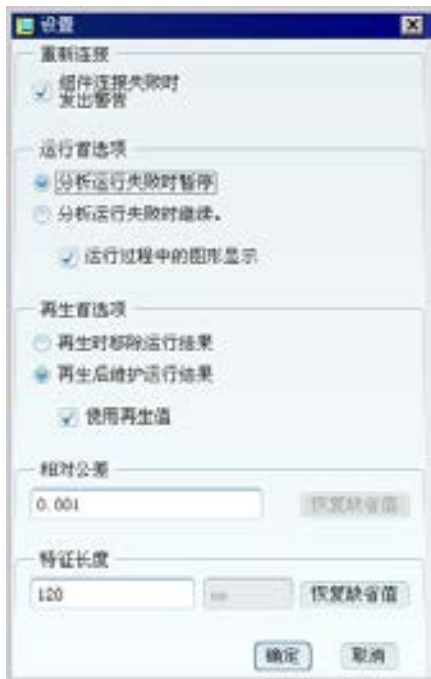 设置
重新连接
组件连接失败时
发出警告
运行首选项
分析运行失败时暂停
分析运行失败时继续。
运行过程中的图形显示
再生首选项
再生时移除运行结果
再生后维护运行结果
使用再生值
相对公差
0.001
恢复缺省值
特征长度
120
恢复缺省值
确定
取消